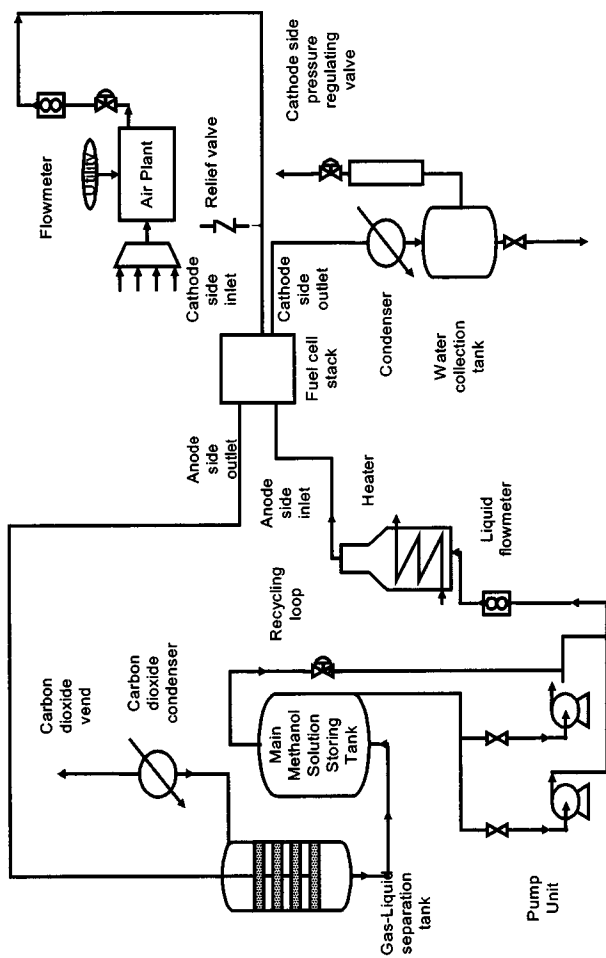 Carbon
dioxide
vend
Carbon
dioxide
condenser
Flowmeter
Utility
Air Plant
Anode
side
outlet
Cathode
side
inlet
Relief valve
Recycling
loop
Anode
side
inlet
Fuel cell
stack
Cathode
side
outlet
Cathode side
pressure
regulating
valve
Main
Methanol
Solution
Storing
Tank
Gas-Liquid
separation
tank
Heater
Condenser
Liquid
flowmeter
Water
collection
tank
Pump
Unit